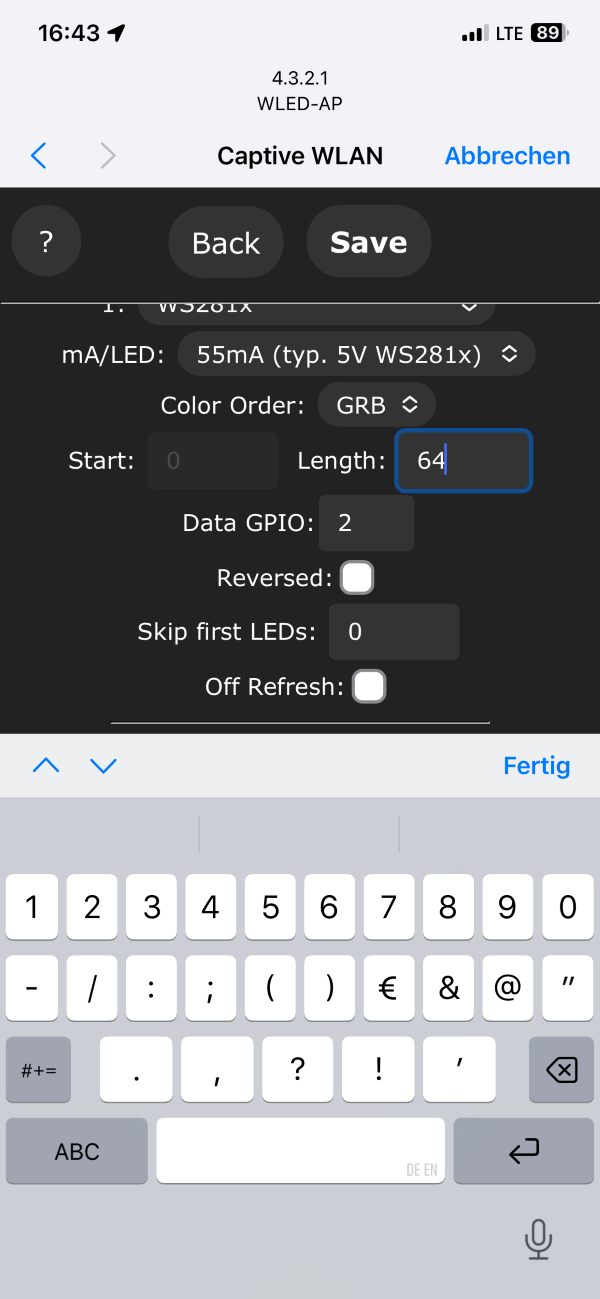 16:43 LTE 89
4.3.2.1
WLED-AP
Captive WLAN Abbrechen
? Back Save
1: WS281x
mA/LED: 55mA (typ. 5V WS281x)
Color Order: GRB
Start: 0 Length: 64
Data GPIO: 2
Reversed:
Skip first LEDs: 0
Off Refresh:
Fertig
1 2 3 4 5 6 7 8 9 0
- / : ; ( ) € & @ "
#+= . , ? ! '
ABC DE EN